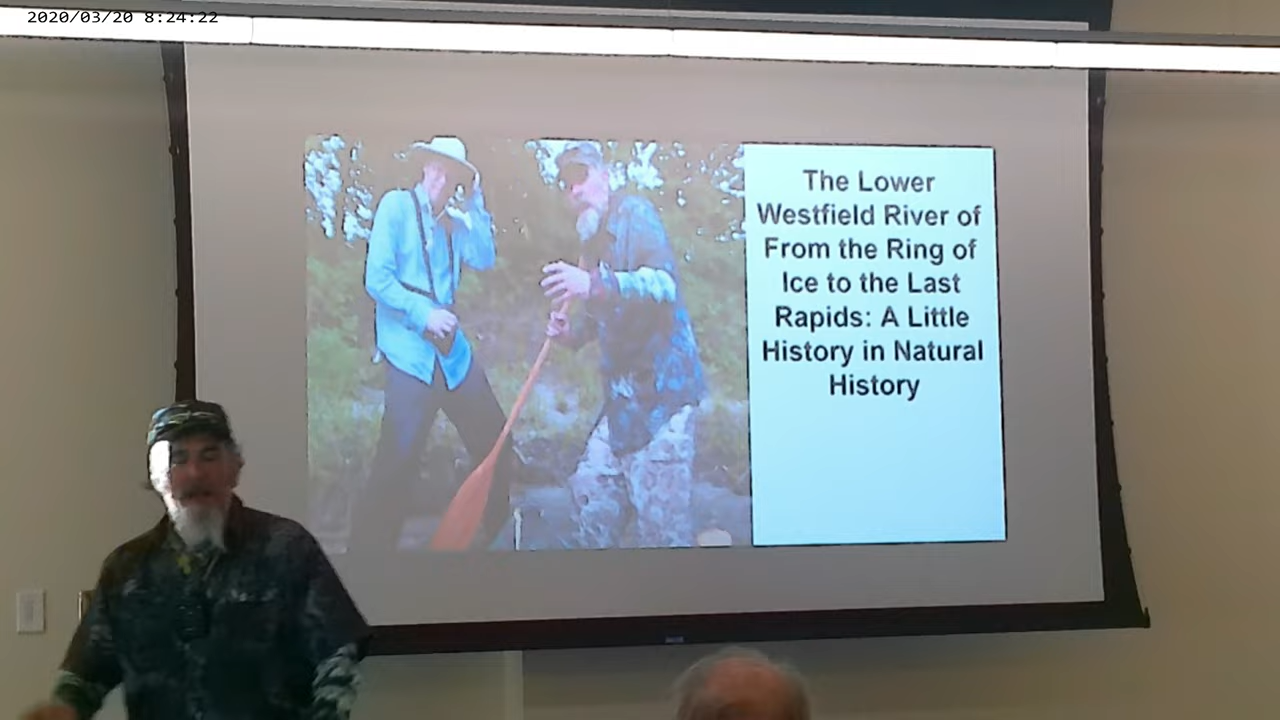 2020/03/20 8:24:22
The Lower
Westfield River of
From the Ring of
Ice to the Last
Rapids: A Little
History in Natural
History